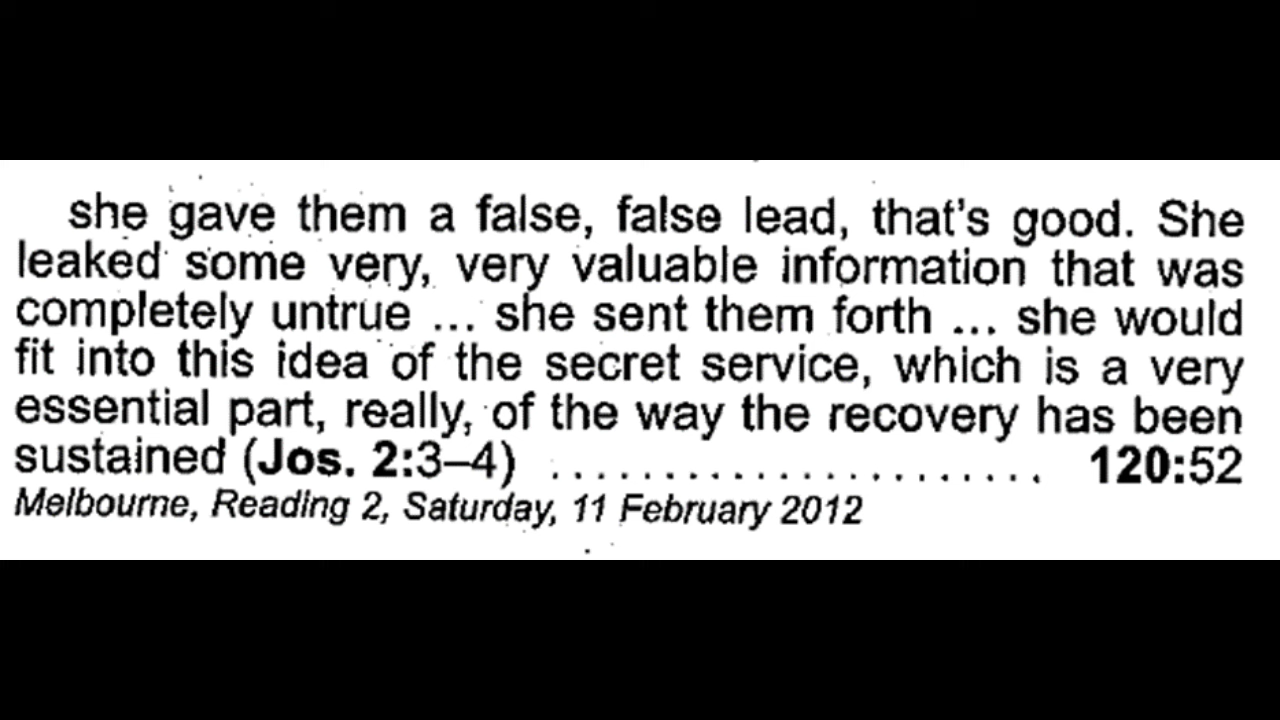 she gave them a false, false lead, that's good. She
leaked some very, very valuable information that was
completely untrue ... she sent them forth ... she would
fit into this idea of the secret service, which is a very
essential part, really, of the way the recovery has been
sustained (Jos. 2:3–4) ...................... 120:52
Melbourne, Reading 2, Saturday, 11 February 2012